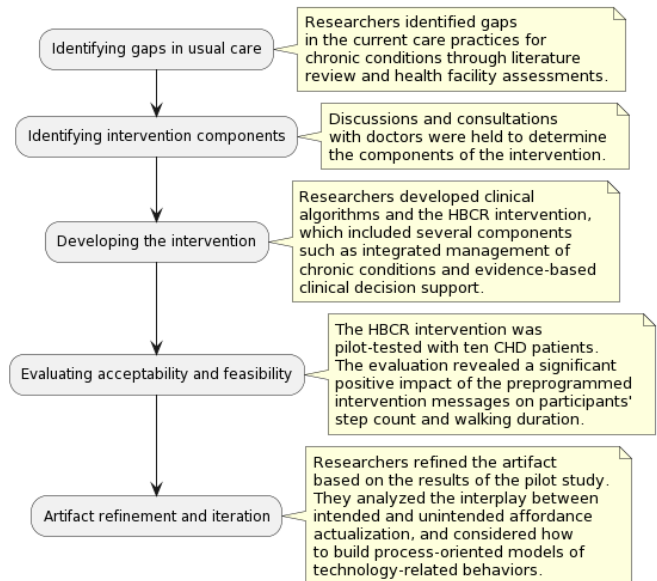 Identifying gaps in usual care
Researchers identified gaps
in the current care practices for
chronic conditions through literature
review and health facility assessments.
Identifying intervention components
Discussions and consultations
with doctors were held to determine
the components of the intervention.
Developing the intervention
Researchers developed clinical
algorithms and the HBCR intervention,
which included several components
such as integrated management of
chronic conditions and evidence-based
clinical decision support.
Evaluating acceptability and feasibility
The HBCR intervention was
pilot-tested with ten CHD patients.
The evaluation revealed a significant
positive impact of the preprogrammed
intervention messages on participants'
step count and walking duration.
Artifact refinement and iteration
Researchers refined the artifact
based on the results of the pilot study.
They analyzed the interplay between
intended and unintended affordance
actualization, and considered how
to build process-oriented models of
technology-related behaviors.